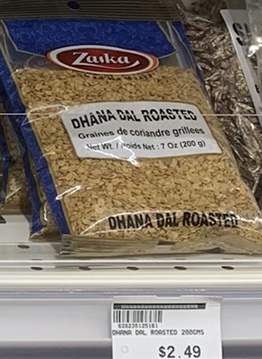 Zaika
DHANA DAL ROASTED
Graines de coriandre grillees
Net Wt. / Poids Net : 7 Oz (200 g)
DHANA DAL ROASTED
628235125181
DHANA DAL ROASTED 200GMS
$2.49